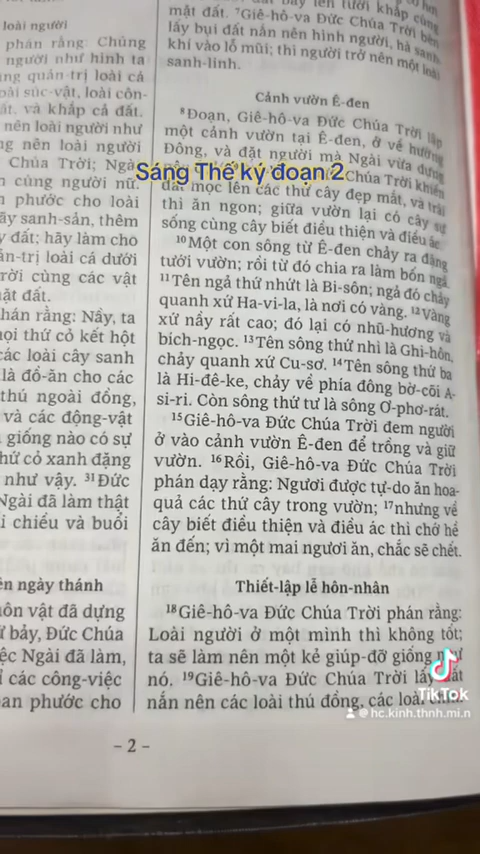 loài người
phán rằng: Chúng
người như hình ta
quản-trị loài cá
loài súc-vật, loài côn-
đất, và khắp cả đất.
nên loài người như
nên loài người
Chúa Trời; Ngài
cùng người nữ.
phước cho loài
hãy sanh-sản, thêm
đất; hãy làm cho
quản-trị loài cá dưới
trời cùng các vật
mặt đất.
phán rằng: Nầy, ta
mọi thứ cỏ kết hột
các loài cây sanh
là đồ-ăn cho các
thú ngoài đồng,
và các động-vật
giống nào có sự
thứ cỏ xanh đặng
như vậy. ³¹Đức
Ngài đã làm thật
chiều và buổi
ngày thánh
muôn vật đã dựng
bảy, Đức Chúa
việc Ngài đã làm,
các công-việc
ban phước cho
lên tưới khắp cùng
mặt đất. ⁷Giê-hô-va Đức Chúa Trời bèn
lấy bụi đất nắn nên hình người, hà sanh
khí vào lỗ mũi; thì người trở nên một loài
sanh-linh.
Cảnh vườn Ê-đen
⁸Đoạn, Giê-hô-va Đức Chúa Trời lập
một cảnh vườn tại Ê-đen, ở về hướng
Đông, và đặt người mà Ngài vừa dựng
Chúa Trời khiến
Sáng Thế ký đoạn 2
đất mọc lên các thứ cây đẹp mắt, và trái
thì ăn ngon; giữa vườn lại có cây sự
sống cùng cây biết điều thiện và điều ác.
¹⁰Một con sông từ Ê-đen chảy ra đặng
tưới vườn; rồi từ đó chia ra làm bốn ngả.
¹¹Tên ngả thứ nhứt là Bi-sôn; ngả đó chảy
quanh xứ Ha-vi-la, là nơi có vàng. ¹²Vàng
xứ nầy rất cao; đó lại có nhũ-hương và
bích-ngọc. ¹³Tên sông thứ nhì là Ghi-hôn,
chảy quanh xứ Cu-sơ. ¹⁴Tên sông thứ ba
là Hi-đê-ke, chảy về phía đông bờ-cõi A-
si-ri. Còn sông thứ tư là sông Ơ-phơ-rát.
¹⁵Giê-hô-va Đức Chúa Trời đem người
ở vào cảnh vườn Ê-đen để trồng và giữ
vườn. ¹⁶Rồi, Giê-hô-va Đức Chúa Trời
phán dạy rằng: Ngươi được tự-do ăn hoa-
quả các thứ cây trong vườn; ¹⁷nhưng về
cây biết điều thiện và điều ác thì chớ hề
ăn đến; vì một mai ngươi ăn, chắc sẽ chết.
Thiết-lập lễ hôn-nhân
¹⁸Giê-hô-va Đức Chúa Trời phán rằng:
Loài người ở một mình thì không tốt;
ta sẽ làm nên một kẻ giúp-đỡ giống như
nó. ¹⁹Giê-hô-va Đức Chúa Trời lấy đất
nắn nên các loài thú đồng, các loài
TikTok
@hc.kinh.thnh.mi.n
- 2 -